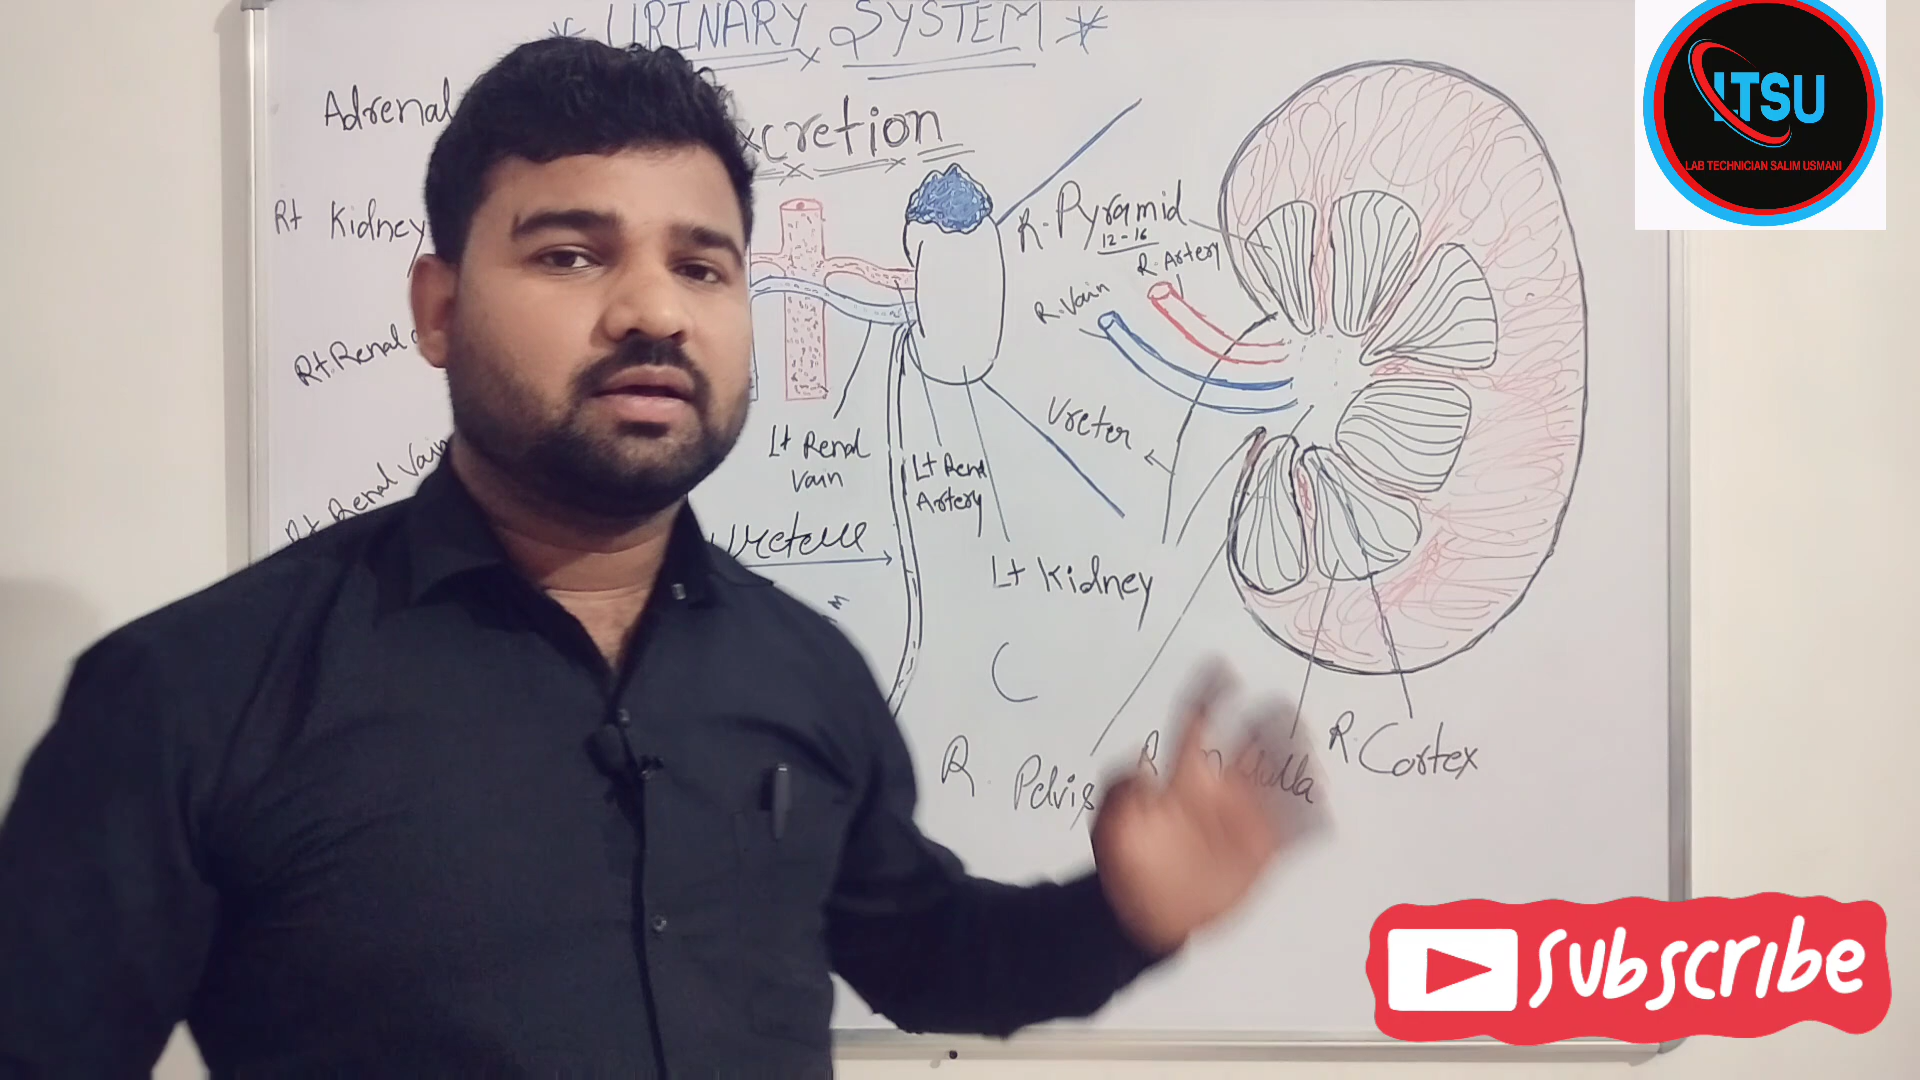 * URINARY SYSTEM *
Excretion
Adrenal
Rt Kidney
Rt. Renal
Rt Renal Vain
Lt Renal
Vain
Lt Renal
Artery
Ureter
Lt Kidney
R. Pyramid
12-16
R. Artery
R. Vain
Ureter
C
R. Pelvis
R.
R. Cortex
LTSU
LAB TECHNICIAN SALIM USMANI
SUBSCRIBE